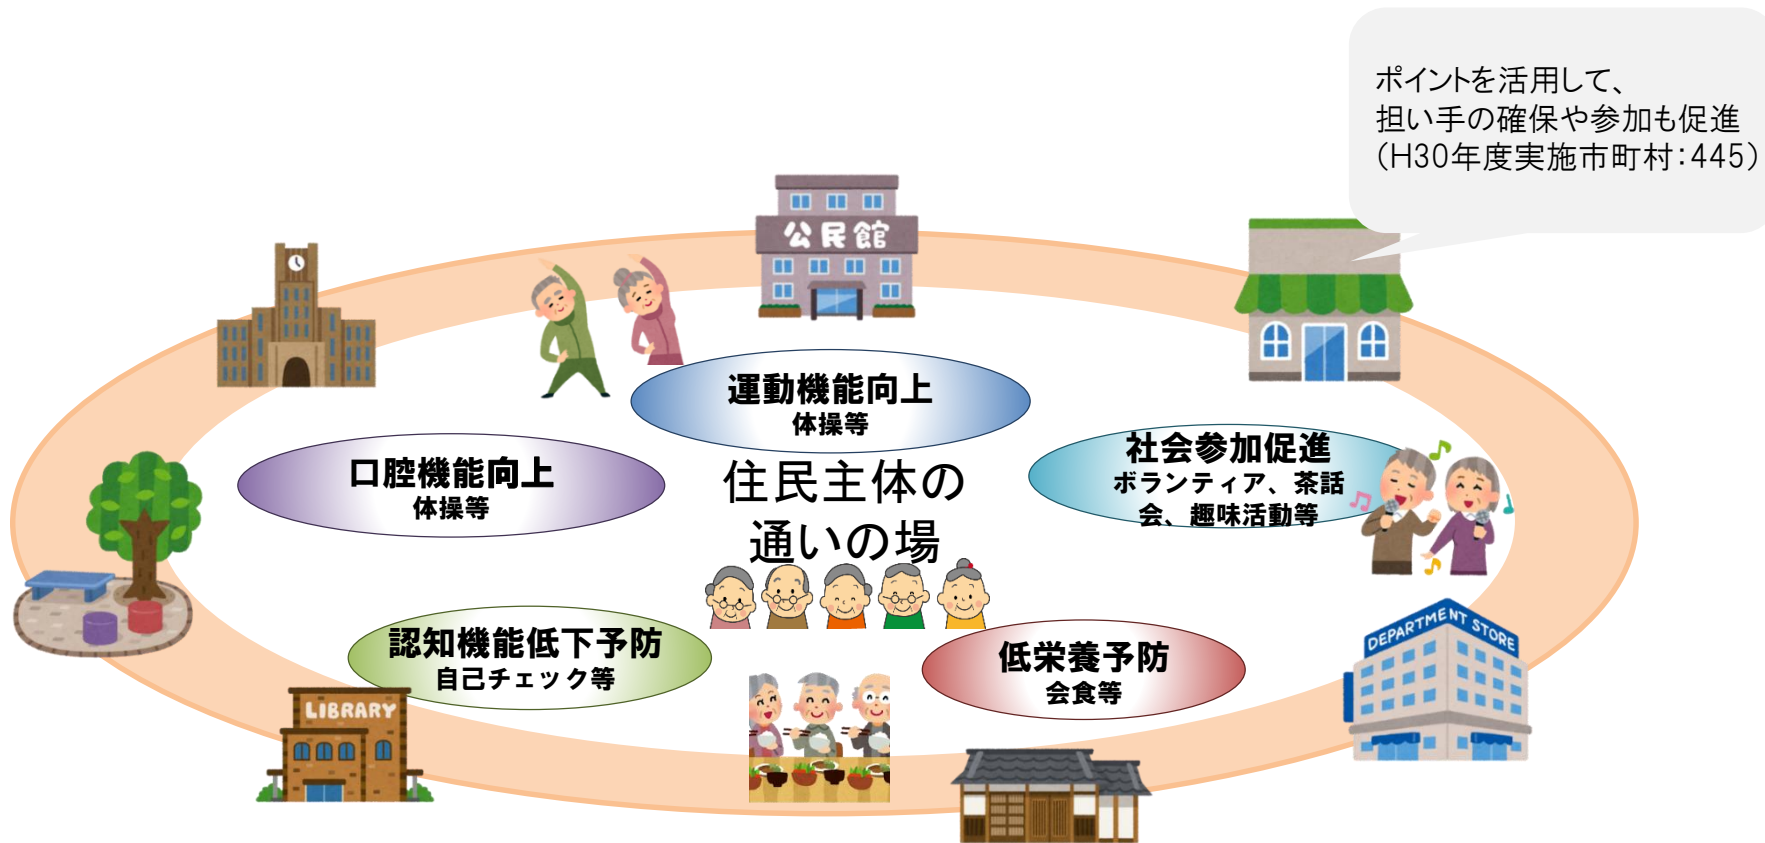 ポイントを活用して、
担い手の確保や参加も促進
（H30年度実施市町村：445）
公民館
運動機能向上
体操等
口腔機能向上
体操等
社会参加促進
ボランティア、茶話
会、趣味活動等
住民主体の
通いの場
認知機能低下予防
自己チェック等
低栄養予防
会食等
DEPARTMENT STORE
LIBRARY